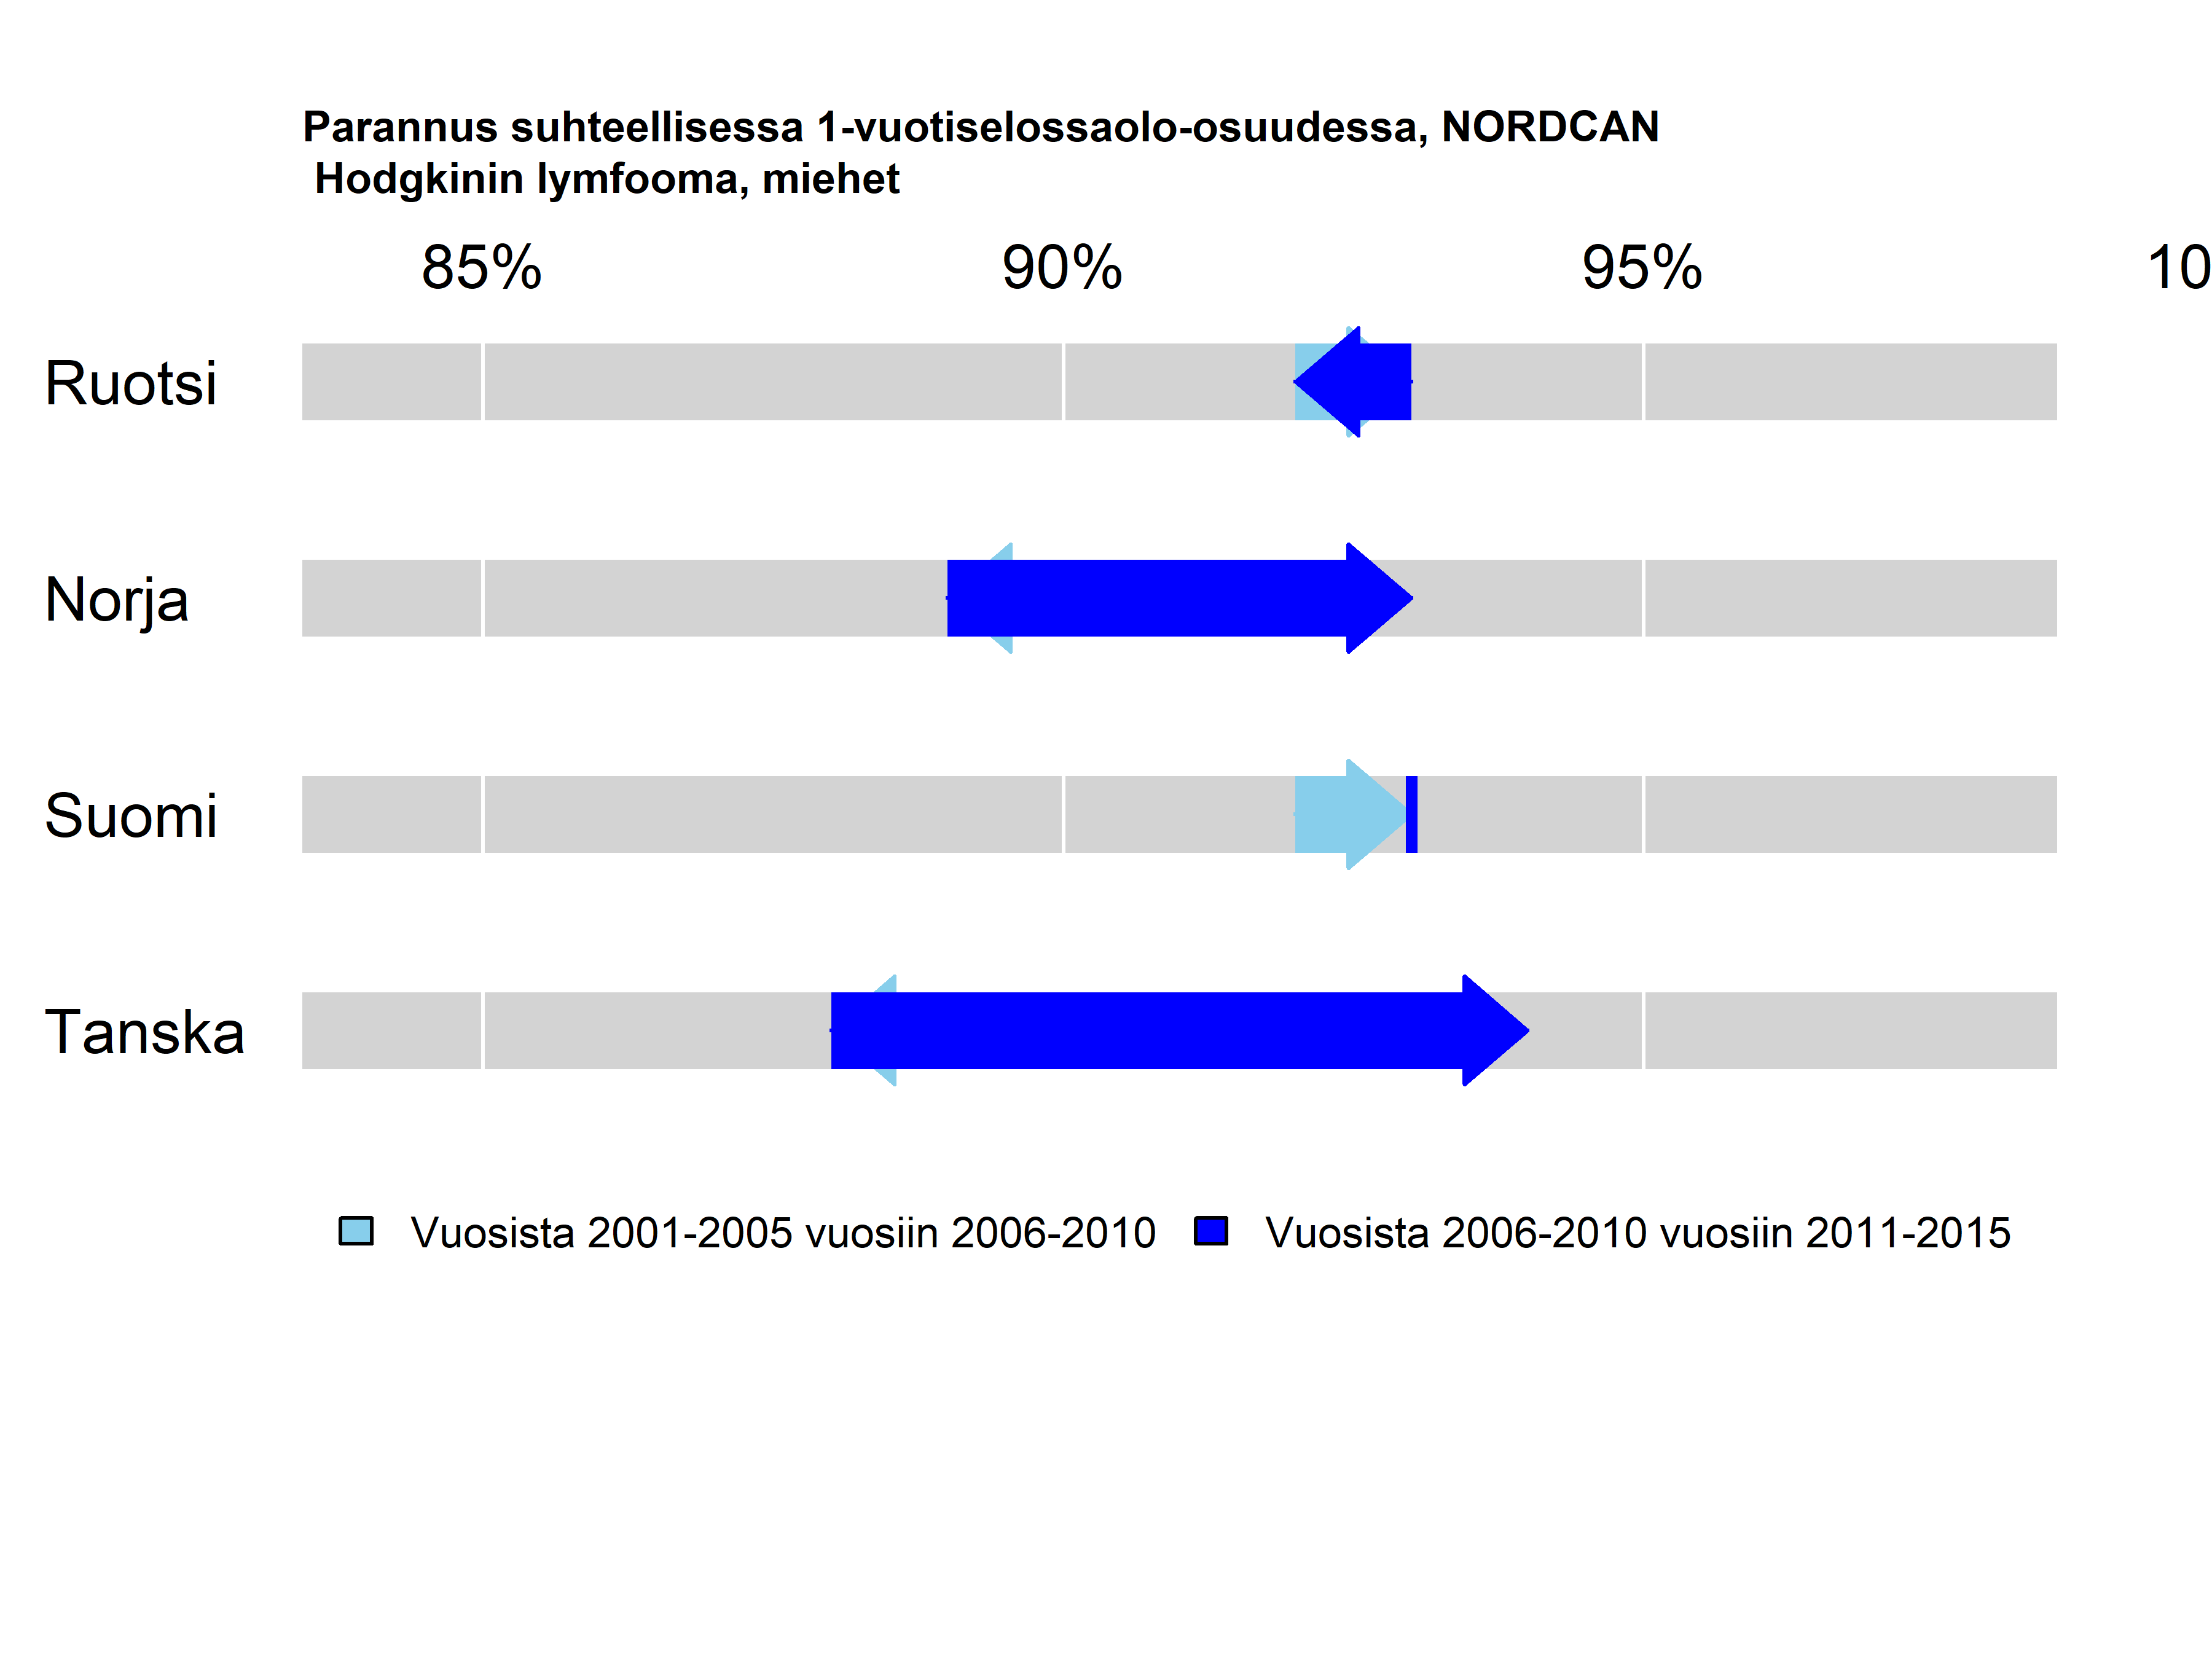 Parannus suhteellisessa 1-vuotiselossaolo-osuudessa, NORDCAN
Hodgkinin lymfooma, miehet
85% 90% 95% 10
Ruotsi
Norja
Suomi
Tanska
Vuosista 2001-2005 vuosiin 2006-2010 Vuosista 2006-2010 vuosiin 2011-2015